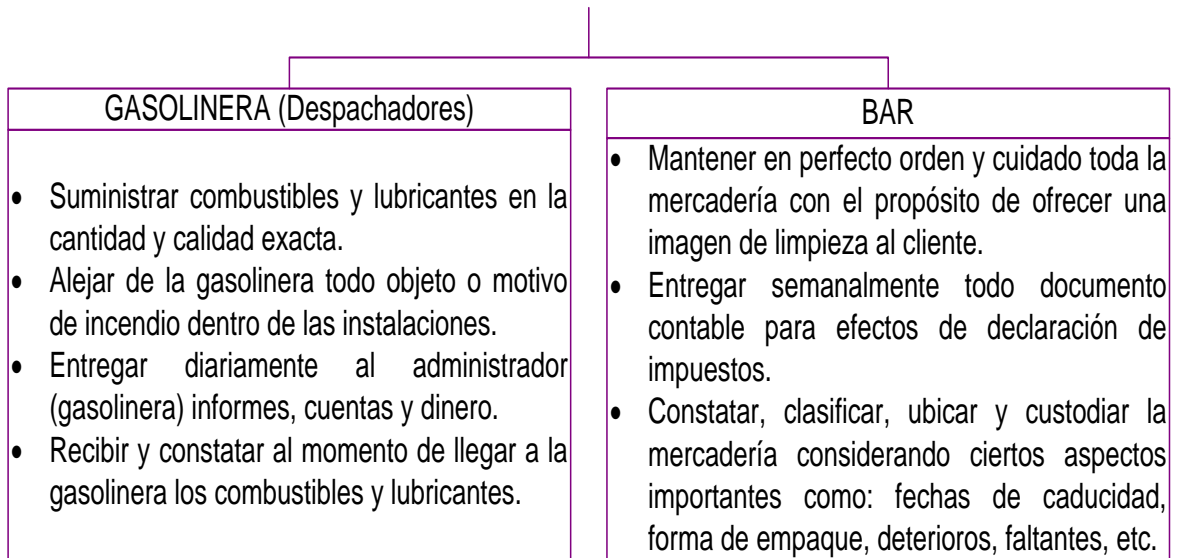 GASOLINERA (Despachadores)
• Suministrar combustibles y lubricantes en la
cantidad y calidad exacta.
• Alejar de la gasolinera todo objeto o motivo
de incendio dentro de las instalaciones.
• Entregar diariamente al administrador
(gasolinera) informes, cuentas y dinero.
• Recibir y constatar al momento de llegar a la
gasolinera los combustibles y lubricantes.
BAR
• Mantener en perfecto orden y cuidado toda la
mercadería con el propósito de ofrecer una
imagen de limpieza al cliente.
• Entregar semanalmente todo documento
contable para efectos de declaración de
impuestos.
• Constatar, clasificar, ubicar y custodiar la
mercadería considerando ciertos aspectos
importantes como: fechas de caducidad,
forma de empaque, deterioros, faltantes, etc.